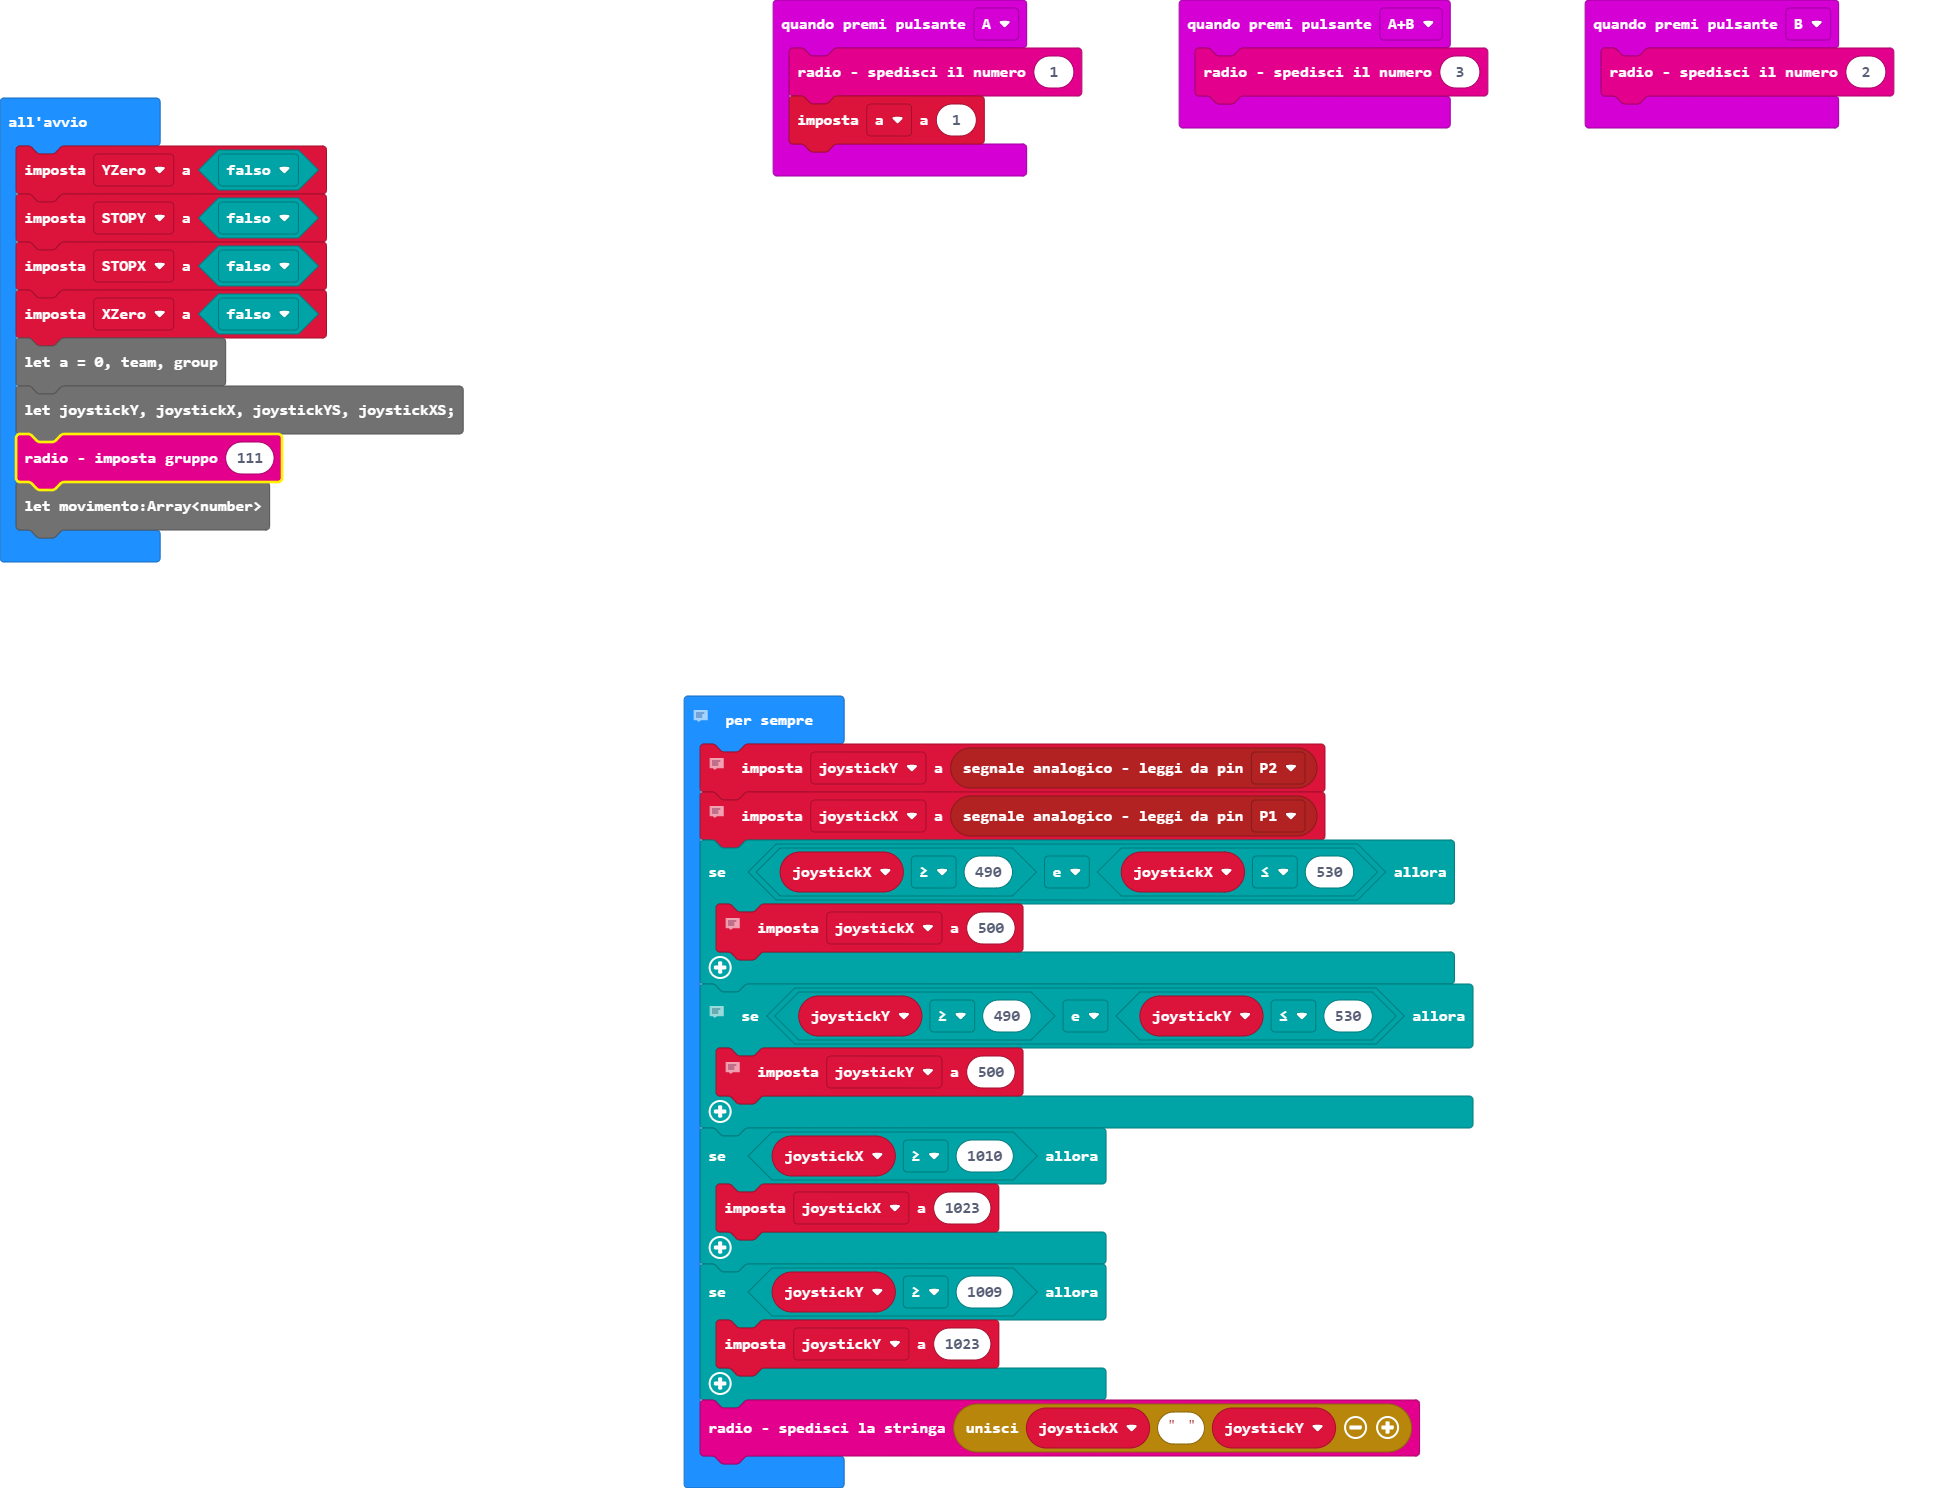 quando premi pulsante A
radio - spedisci il numero 1
imposta a a 1
quando premi pulsante A+B
radio - spedisci il numero 3
quando premi pulsante B
radio - spedisci il numero 2
all'avvio
imposta YZero a falso
imposta STOPY a falso
imposta STOPX a falso
imposta XZero a falso
let a = 0, team, group
let joystickY, joystickX, joystickYS, joystickXS;
radio - imposta gruppo 111
let movimento:Array<number>
per sempre
imposta joystickY a segnale analogico - leggi da pin P2
imposta joystickX a segnale analogico - leggi da pin P1
se joystickX ≥ 490 e joystickX ≤ 530 allora
imposta joystickX a 500
se joystickY ≥ 490 e joystickY ≤ 530 allora
imposta joystickY a 500
se joystickX ≥ 1010 allora
imposta joystickX a 1023
se joystickY ≥ 1009 allora
imposta joystickY a 1023
radio - spedisci la stringa unisci joystickX " " joystickY